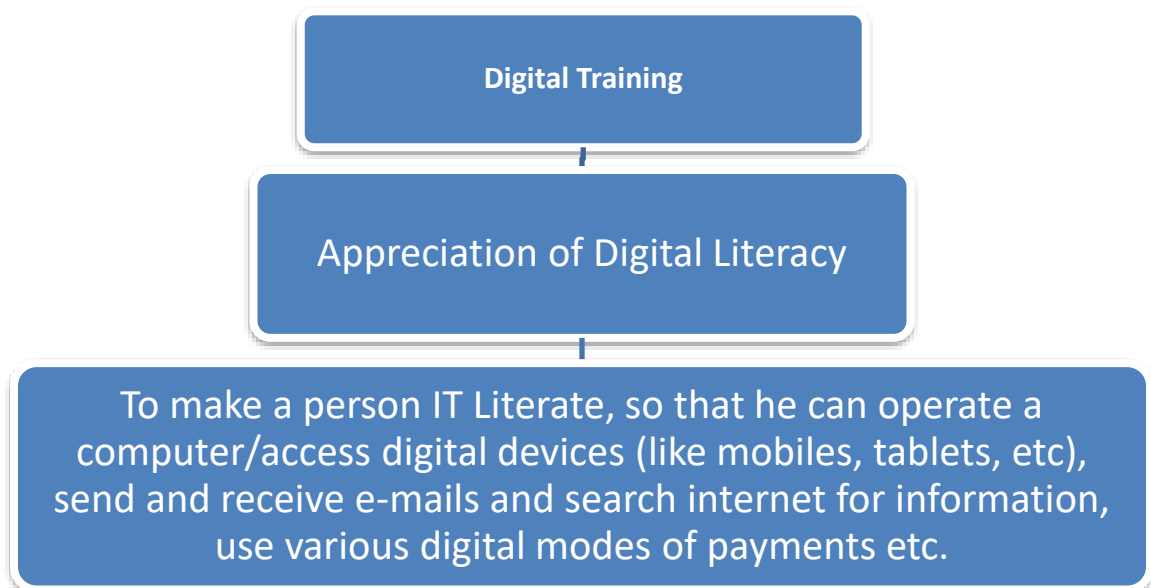 Digital Training
Appreciation of Digital Literacy
To make a person IT Literate, so that he can operate a
computer/access digital devices (like mobiles, tablets, etc),
send and receive e-mails and search internet for information,
use various digital modes of payments etc.